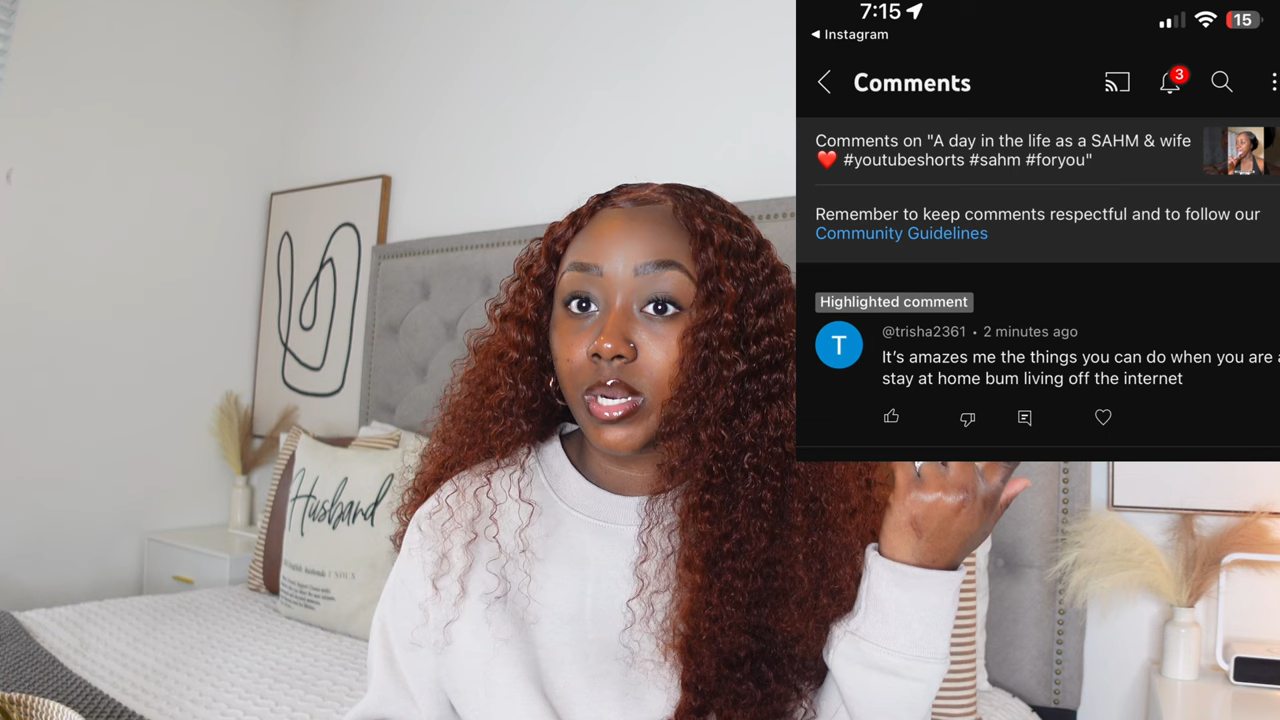 7:15
15
Instagram
Comments
3
Comments on "A day in the life as a SAHM & wife
❤️ #youtubeshorts #sahm #foryou"
Remember to keep comments respectful and to follow our
Community Guidelines
Highlighted comment
@trisha2361 • 2 minutes ago
T
It's amazes me the things you can do when you are a
stay at home bum living off the internet
Husband